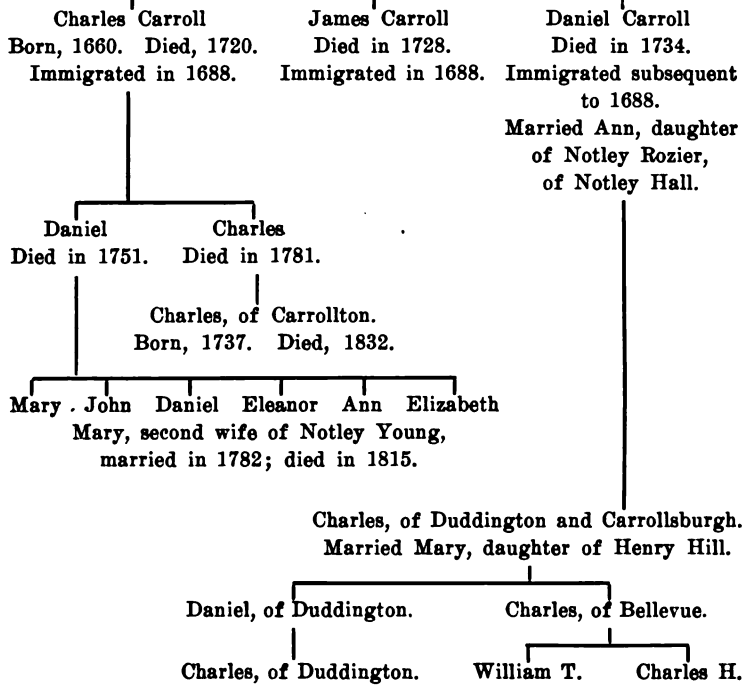 Charles Carroll
Born, 1660. Died, 1720.
Immigrated in 1688.
James Carroll
Died in 1728.
Immigrated in 1688.
Daniel Carroll
Died in 1734.
Immigrated subsequent
to 1688.
Married Ann, daughter
of Notley Rozier,
of Notley Hall.
Daniel
Died in 1751.
Charles
Died in 1781.
Charles, of Carrollton.
Born, 1737. Died, 1832.
Mary . John Daniel Eleanor Ann Elizabeth
Mary, second wife of Notley Young,
married in 1782; died in 1815.
Charles, of Duddington and Carrollsburgh.
Married Mary, daughter of Henry Hill.
Daniel, of Duddington.
Charles, of Bellevue.
Charles, of Duddington.
William T.
Charles H.